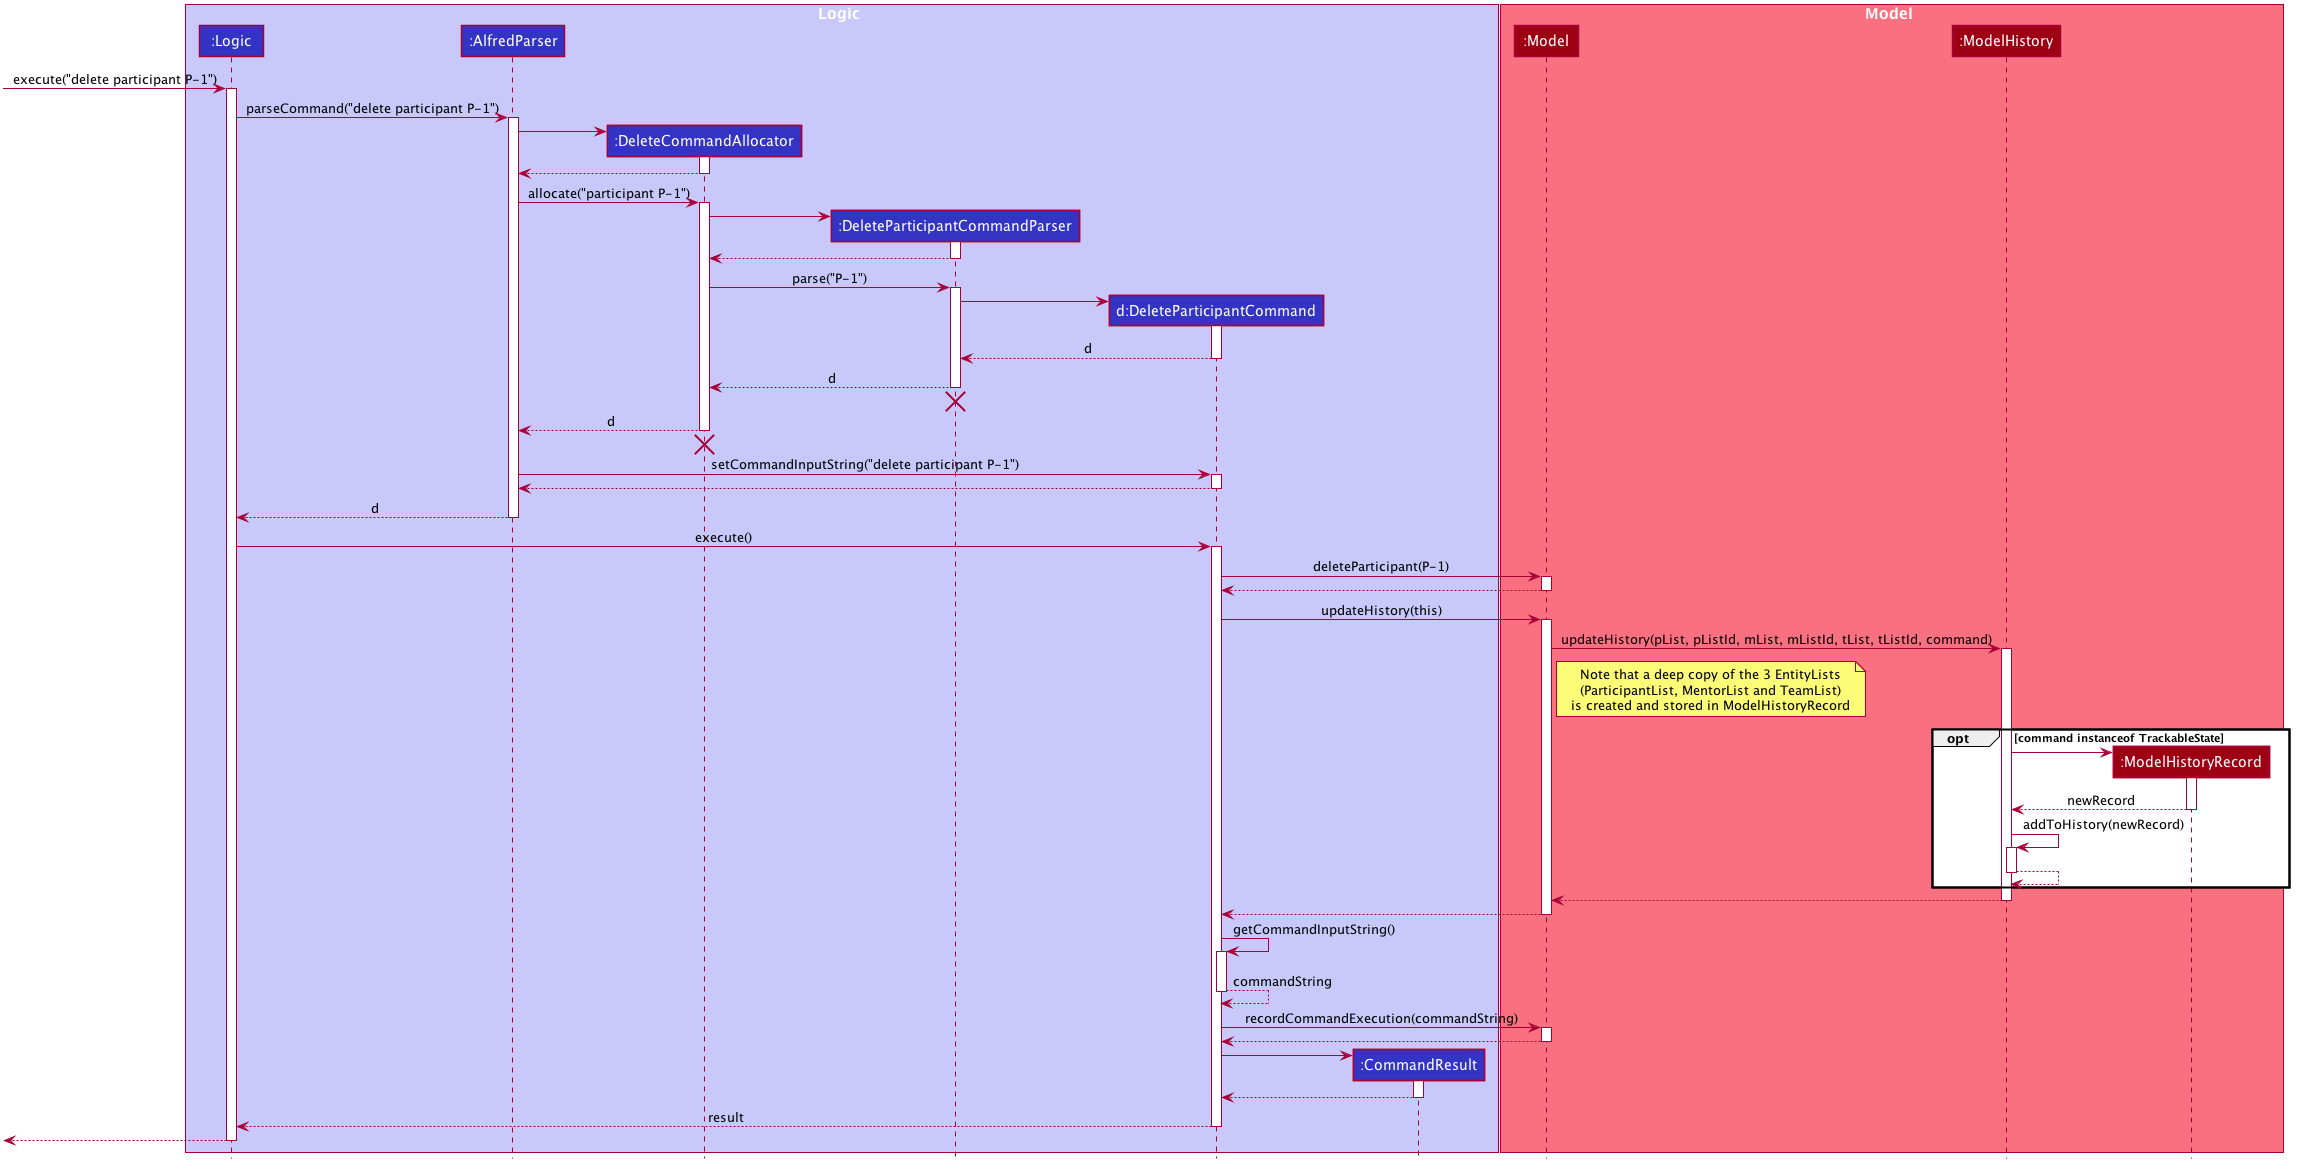 Logic
Model
:Logic
:AlfredParser
:Model
:ModelHistory
execute("delete participant P-1")
parseCommand("delete participant P-1")
:DeleteCommandAllocator
allocate("participant P-1")
:DeleteParticipantCommandParser
parse("P-1")
d:DeleteParticipantCommand
d
d
d
setCommandInputString("delete participant P-1")
d
execute()
deleteParticipant(P-1)
updateHistory(this)
updateHistory(pList, pListId, mList, mListId, tList, tListId, command)
Note that a deep copy of the 3 EntityLists
(ParticipantList, MentorList and TeamList)
is created and stored in ModelHistoryRecord
opt [command instanceof TrackableState]
:ModelHistoryRecord
newRecord
addToHistory(newRecord)
getCommandInputString()
commandString
recordCommandExecution(commandString)
:CommandResult
result